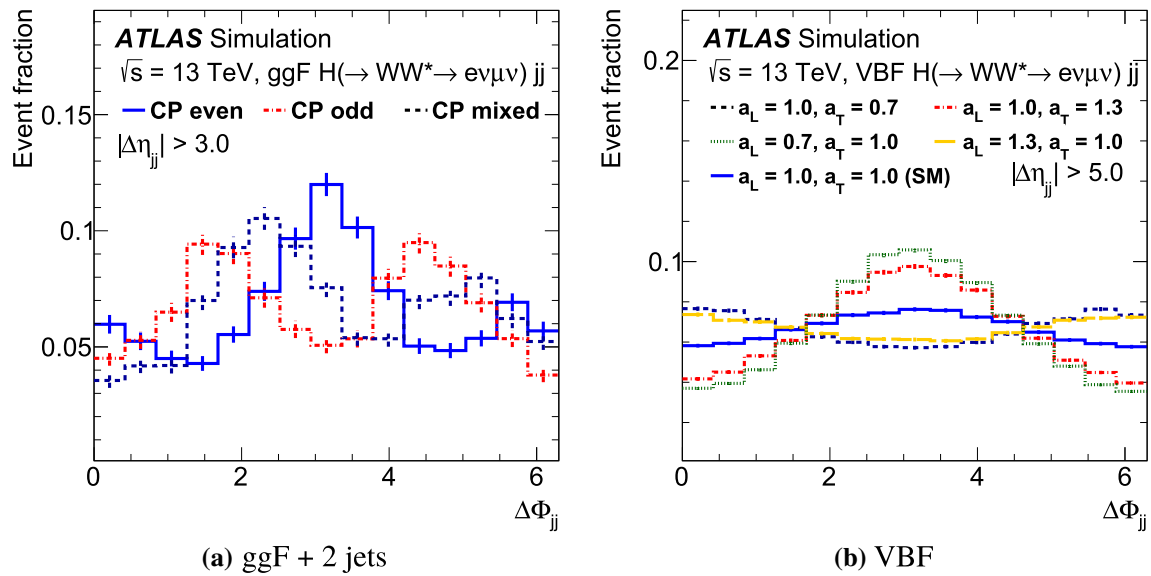 Event fraction
ATLAS Simulation
√s = 13 TeV, ggF H(→ WW*→ eνμν) jj
CP even CP odd CP mixed
|Δη_jj| > 3.0
0.15
0.1
0.05
0 2 4 6
ΔΦ_jj
(a) ggF + 2 jets
Event fraction
ATLAS Simulation
√s = 13 TeV, VBF H(→ WW*→ eνμν) jj
a_L = 1.0, a_T = 0.7 a_L = 1.0, a_T = 1.3
a_L = 0.7, a_T = 1.0 a_L = 1.3, a_T = 1.0
a_L = 1.0, a_T = 1.0 (SM) |Δη_jj| > 5.0
0.2
0.1
0 2 4 6
ΔΦ_jj
(b) VBF